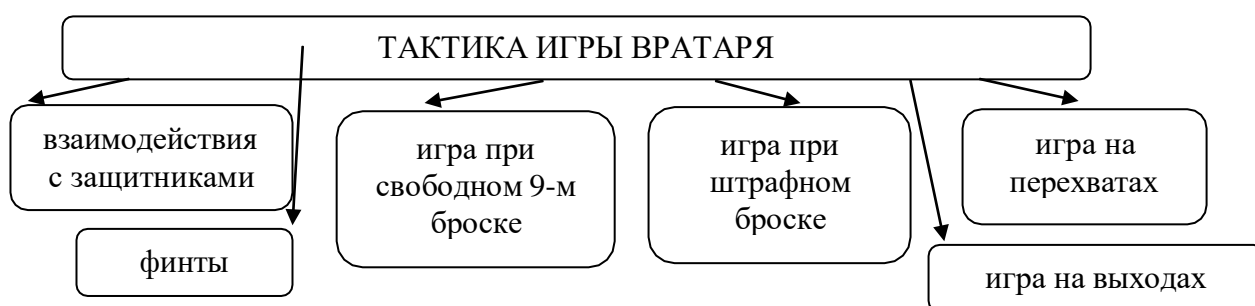 ТАКТИКА ИГРЫ ВРАТАРЯ
взаимодействия
с защитниками
игра при
свободном 9-м
броске
игра при
штрафном
броске
игра на
перехватах
финты
игра на выходах